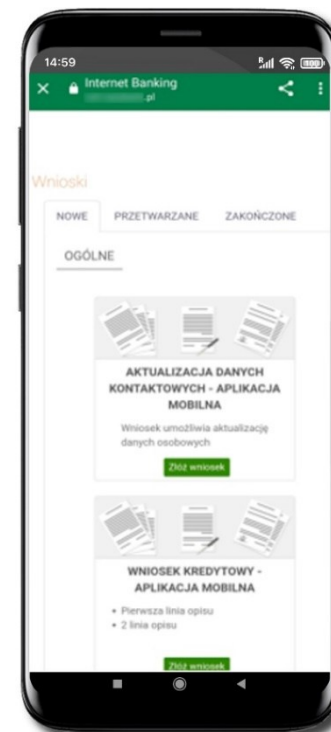 14:59
Internet Banking
.pl
Wnioski
NOWE PRZETWARZANE ZAKOŃCZONE
OGÓLNE
AKTUALIZACJA DANYCH
KONTAKTOWYCH - APLIKACJA
MOBILNA
Wniosek umożliwia aktualizację
danych osobowych
Złóż wniosek
WNIOSEK KREDYTOWY -
APLIKACJA MOBILNA
• Pierwsza linia opisu
• 2 linia opisu
Złóż wniosek